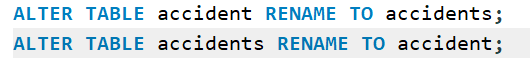 ALTER TABLE accident RENAME TO accidents;
ALTER TABLE accidents RENAME TO accident;